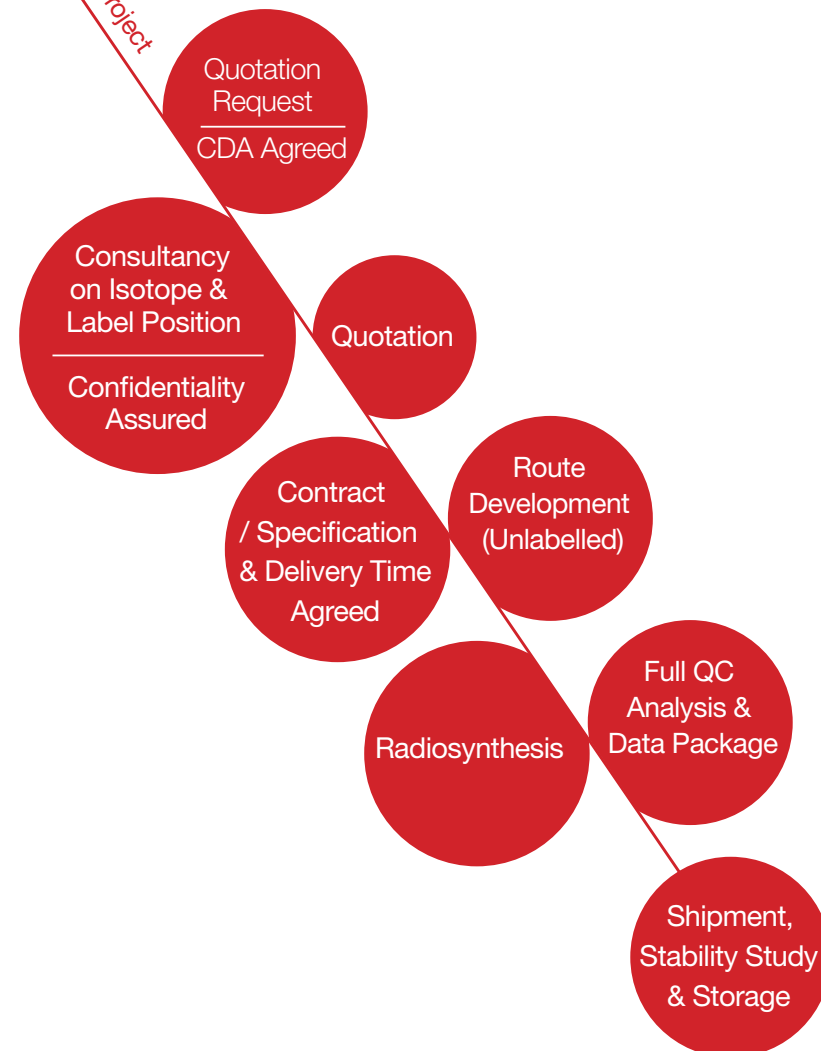 Quotation
Request
CDA Agreed
Consultancy
on Isotope &
Label Position
Confidentiality
Assured
Quotation
Contract
/ Specification
& Delivery Time
Agreed
Route
Development
(Unlabelled)
Radiosynthesis
Full QC
Analysis &
Data Package
Shipment,
Stability Study
& Storage